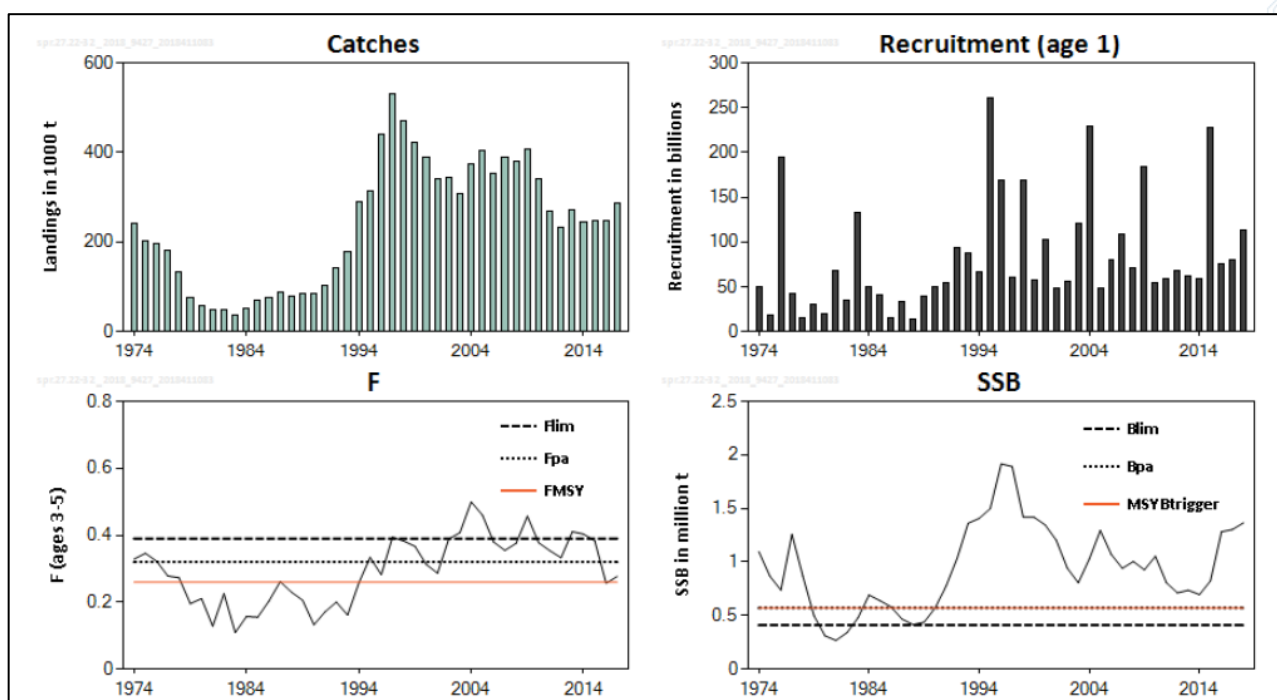 Catches
Landings in 1000 t
600
400
200
0
1974 1984 1994 2004 2014
Recruitment (age 1)
Recruitment in billions
300
250
200
150
100
50
0
1974 1984 1994 2004 2014
F
F (ages 3-5)
0.8
0.6
0.4
0.2
0
Flim
Fpa
FMSY
1974 1984 1994 2004 2014
SSB
SSB in million t
2.5
2
1.5
1
0.5
0
Blim
Bpa
MSYBtrigger
1974 1984 1994 2004 2014